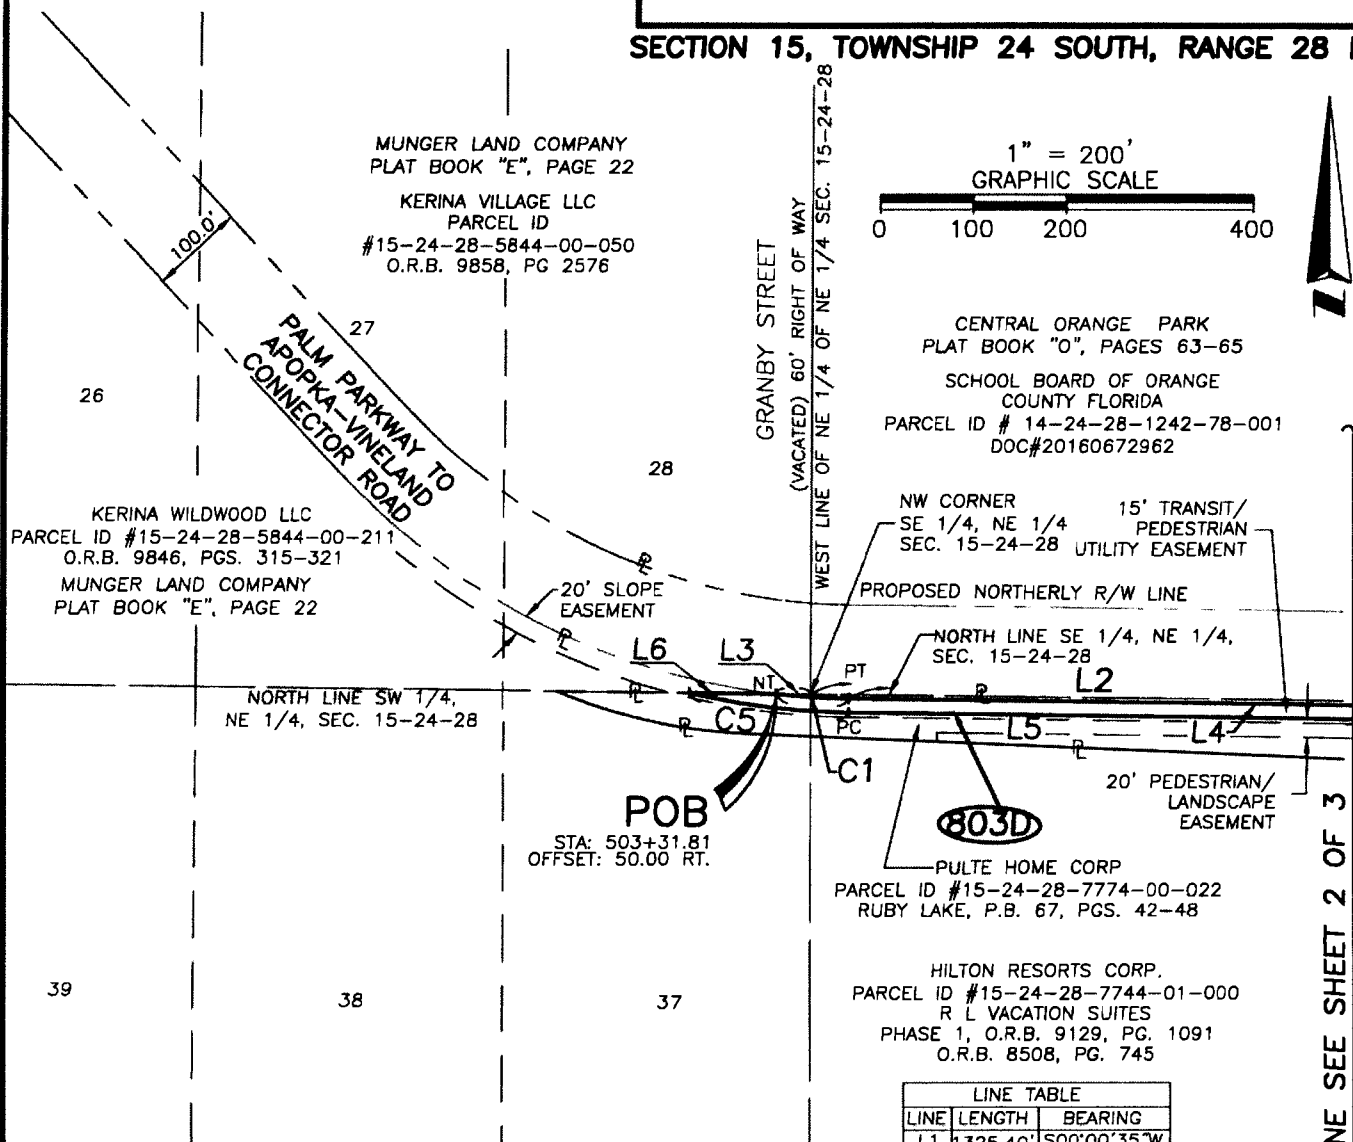 SECTION 15, TOWNSHIP 24 SOUTH, RANGE 28
MUNGER LAND COMPANY
PLAT BOOK "E", PAGE 22
KERINA VILLAGE LLC
PARCEL ID
#15-24-28-5844-00-050
O.R.B. 9858, PG 2576
1" = 200'
GRAPHIC SCALE
0 100 200 400
100.0'
GRANBY STREET
(VACATED) 60' RIGHT OF WAY
WEST LINE OF NE 1/4 OF NE 1/4 SEC. 15-24-28
CENTRAL ORANGE PARK
PLAT BOOK "O", PAGES 63-65
SCHOOL BOARD OF ORANGE
COUNTY FLORIDA
PARCEL ID # 14-24-28-1242-78-001
DOC#20160672962
27
PALM PARKWAY TO
APOPKA-VINELAND
CONNECTOR ROAD
26
28
KERINA WILDWOOD LLC
PARCEL ID #15-24-28-5844-00-211
O.R.B. 9846, PGS. 315-321
MUNGER LAND COMPANY
PLAT BOOK "E", PAGE 22
NW CORNER
SE 1/4, NE 1/4
SEC. 15-24-28
15' TRANSIT/
PEDESTRIAN
UTILITY EASEMENT
PL
20' SLOPE
EASEMENT
PROPOSED NORTHERLY R/W LINE
PL
NORTH LINE SE 1/4, NE 1/4,
SEC. 15-24-28
L6
L3
NT
PT
L2
PL
PL
NORTH LINE SW 1/4,
NE 1/4, SEC. 15-24-28
PL
C5
PC
L5
L4
PL
C1
POB
STA: 503+31.81
OFFSET: 50.00 RT.
803D
20' PEDESTRIAN/
LANDSCAPE
EASEMENT
PULTE HOME CORP
PARCEL ID #15-24-28-7774-00-022
RUBY LAKE, P.B. 67, PGS. 42-48
39
38
37
HILTON RESORTS CORP.
PARCEL ID #15-24-28-7744-01-000
R L VACATION SUITES
PHASE 1, O.R.B. 9129, PG. 1091
O.R.B. 8508, PG. 745
NE SEE SHEET 2 OF 3
LINE TABLE
LINE LENGTH BEARING
L1 1325.40' S00°00'35"W